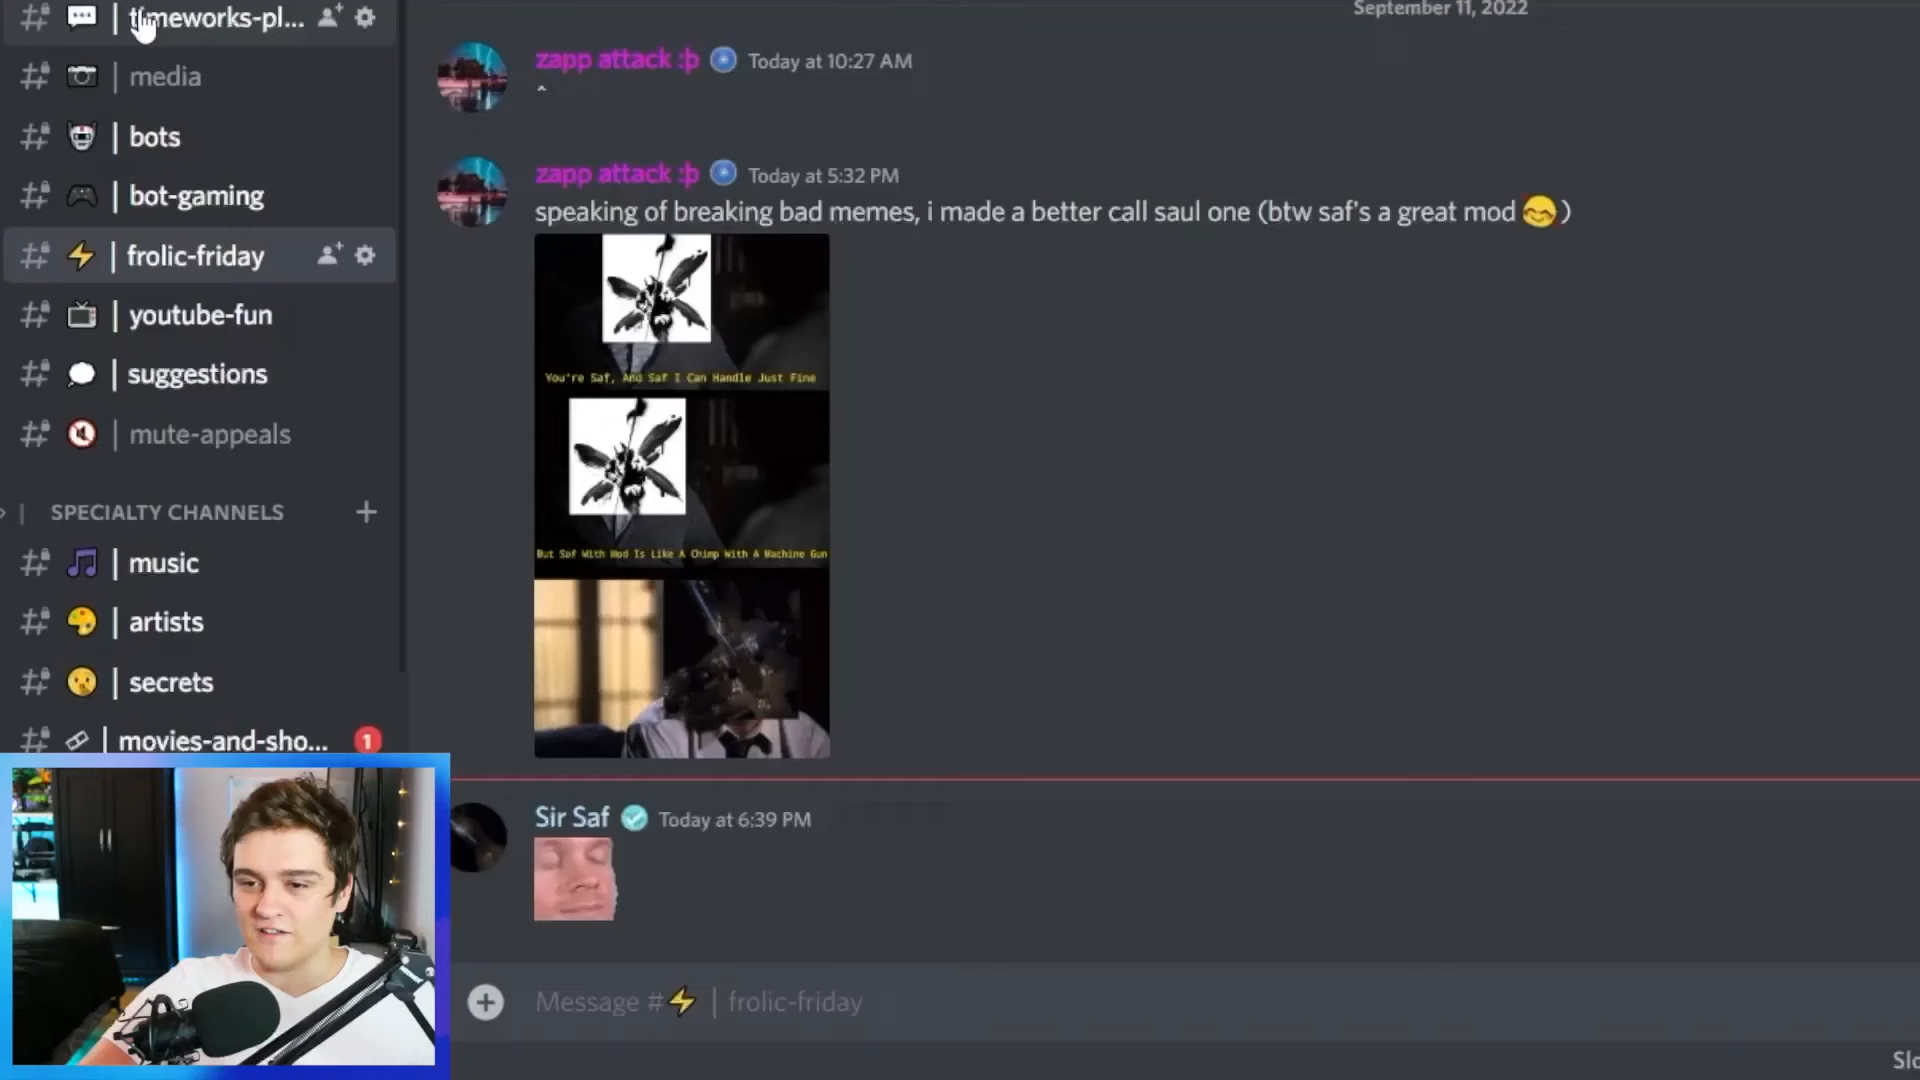 timeworks-pl...
media
bots
bot-gaming
frolic-friday
youtube-fun
suggestions
mute-appeals
SPECIALTY CHANNELS
music
artists
secrets
movies-and-sho... 1
September 11, 2022
zapp attack :þ Today at 10:27 AM
^
zapp attack :þ Today at 5:32 PM
speaking of breaking bad memes, i made a better call saul one (btw saf's a great mod 😊)
You're Saf, And Saf I Can Handle Just Fine
But Saf With Mod Is Like A Chimp With A Machine Gun
Sir Saf Today at 6:39 PM
Message #⚡ | frolic-friday